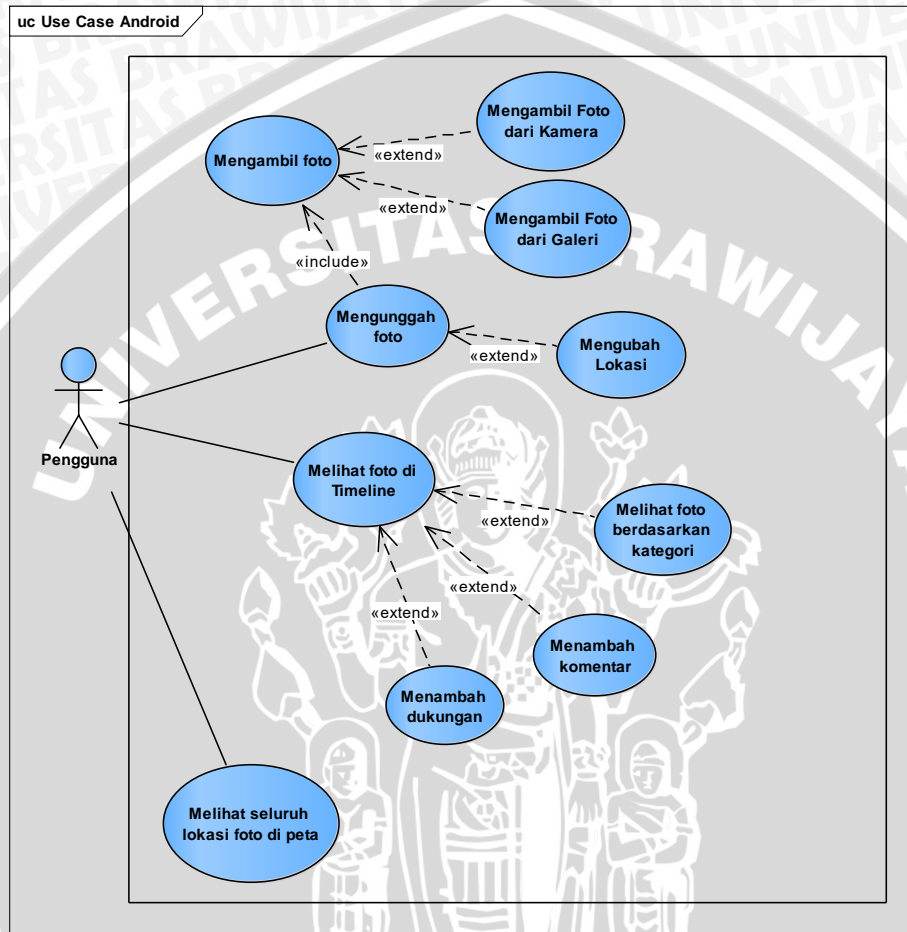 uc Use Case Android
Mengambil Foto
dari Kamera
Mengambil foto
«extend»
«extend»
Mengambil Foto
dari Galeri
«include»
Mengunggah
foto
«extend»
Mengubah
Lokasi
Pengguna
Melihat foto di
Timeline
«extend»
Melihat foto
berdasarkan
kategori
«extend»
«extend»
Menambah
komentar
Menambah
dukungan
Melihat seluruh
lokasi foto di peta
UNIVERSITAS BRAWIJAYA